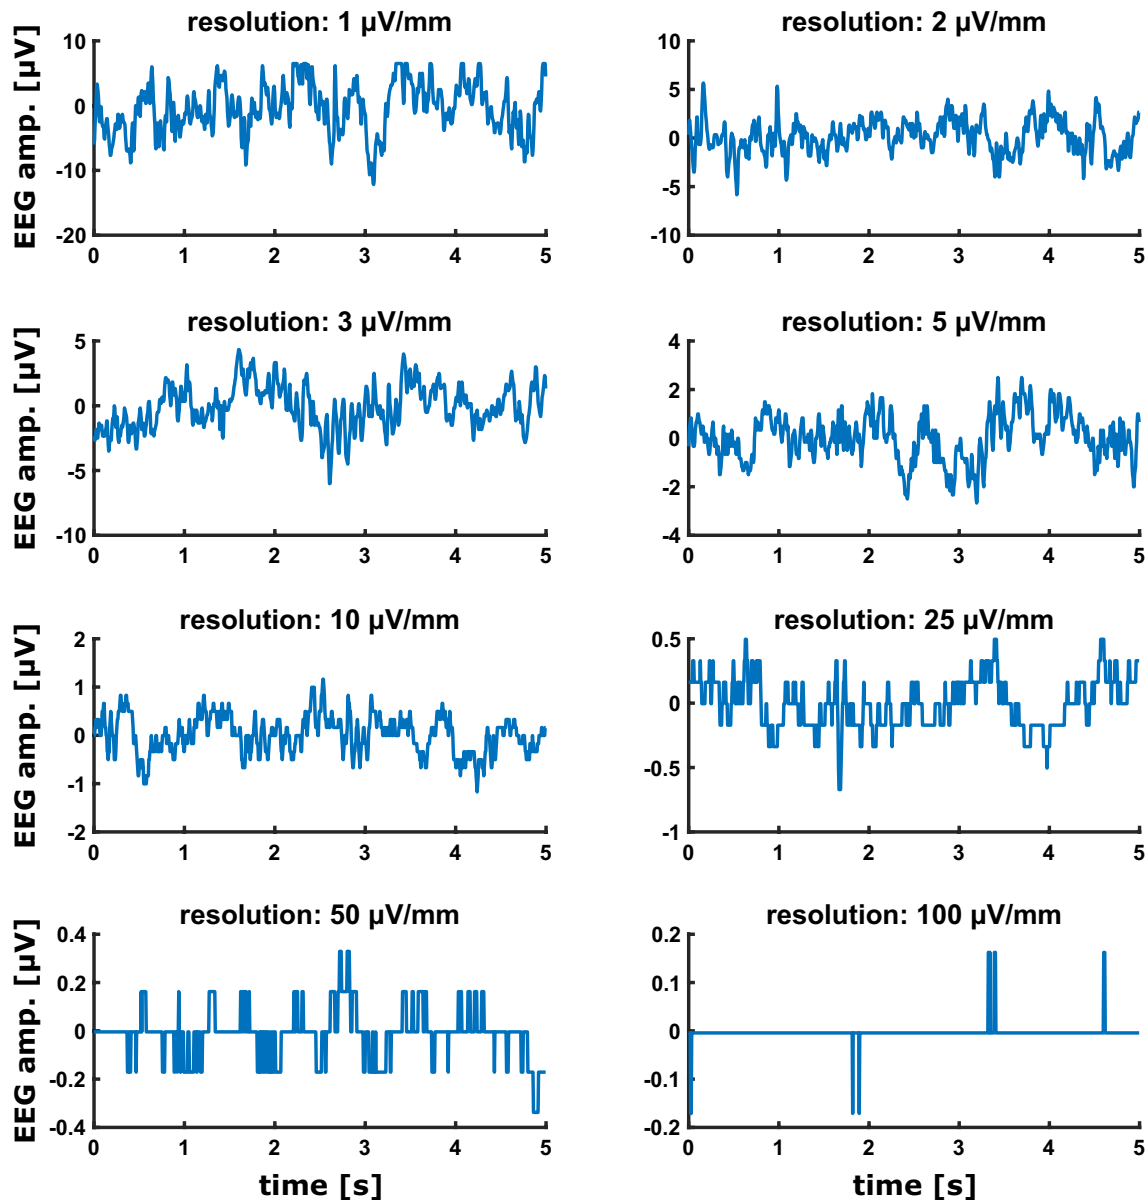 resolution: 1 µV/mm
EEG amp. [µV]
10
0
-10
-20
0 1 2 3 4 5
resolution: 2 µV/mm
10
5
0
-5
-10
0 1 2 3 4 5
resolution: 3 µV/mm
EEG amp. [µV]
5
0
-5
-10
0 1 2 3 4 5
resolution: 5 µV/mm
4
2
0
-2
-4
0 1 2 3 4 5
resolution: 10 µV/mm
EEG amp. [µV]
2
1
0
-1
-2
0 1 2 3 4 5
resolution: 25 µV/mm
0.5
0
-0.5
-1
0 1 2 3 4 5
resolution: 50 µV/mm
EEG amp. [µV]
0.4
0.2
0
-0.2
-0.4
0 1 2 3 4 5
time [s]
resolution: 100 µV/mm
0.2
0.1
0
-0.1
-0.2
0 1 2 3 4 5
time [s]